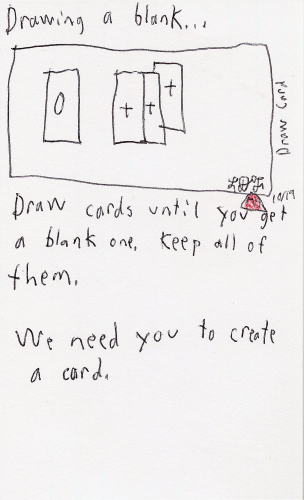 Drawing a blank...
0
+ + +
Draw Card
10/19
Draw cards until you get
a blank one, keep all of
them.
We need you to create
a card.